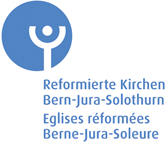 Reformierte Kirchen
Bern-Jura-Solothurn
Eglises réformées
Berne-Jura-Soleure